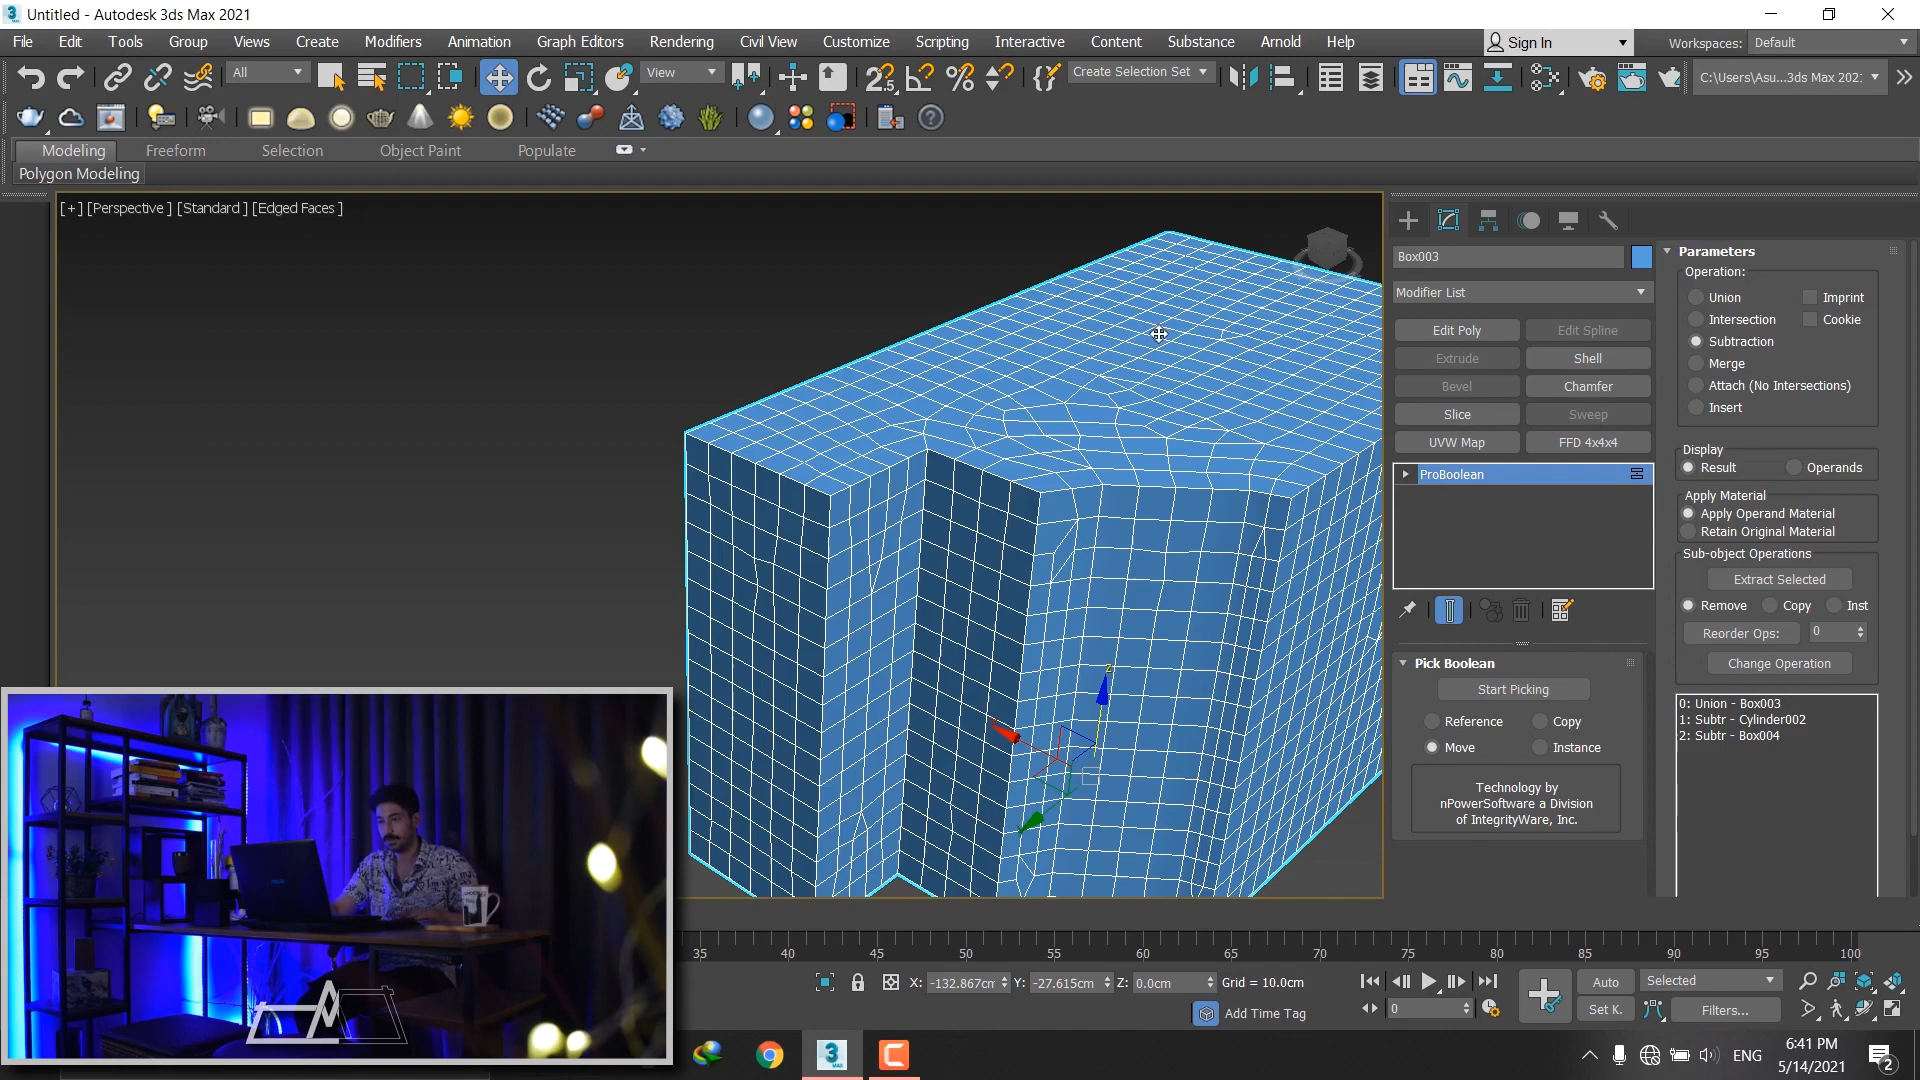 Untitled - Autodesk 3ds Max 2021
File Edit Tools Group Views Create Modifiers Animation Graph Editors Rendering Civil View Customize Scripting Interactive Content Substance Arnold Help Sign In Workspaces: Default
All View Create Selection Set C:\Users\Asu...3ds Max 202:
Modeling Freeform Selection Object Paint Populate
Polygon Modeling
[+] [Perspective ] [Standard ] [Edged Faces ]
Box003
Modifier List
Edit Poly Edit Spline
Extrude Shell
Bevel Chamfer
Slice Sweep
UVW Map FFD 4x4x4
ProBoolean
Pick Boolean
Start Picking
Reference Copy
Move Instance
Technology by
nPowerSoftware a Division
of IntegrityWare, Inc.
Parameters
Operation:
Union Imprint
Intersection Cookie
Subtraction
Merge
Attach (No Intersections)
Insert
Display
Result Operands
Apply Material
Apply Operand Material
Retain Original Material
Sub-object Operations
Extract Selected
Remove Copy Inst
Reorder Ops: 0
Change Operation
0: Union - Box003
1: Subtr - Cylinder002
2: Subtr - Box004
z
35 40 45 50 55 60 65 70 75 80 85 90 95 100
X: -132.867cm Y: -27.615cm Z: 0.0cm Grid = 10.0cm
Add Time Tag
0
Auto Selected
Set K. Filters...
ENG
6:41 PM
5/14/2021
2